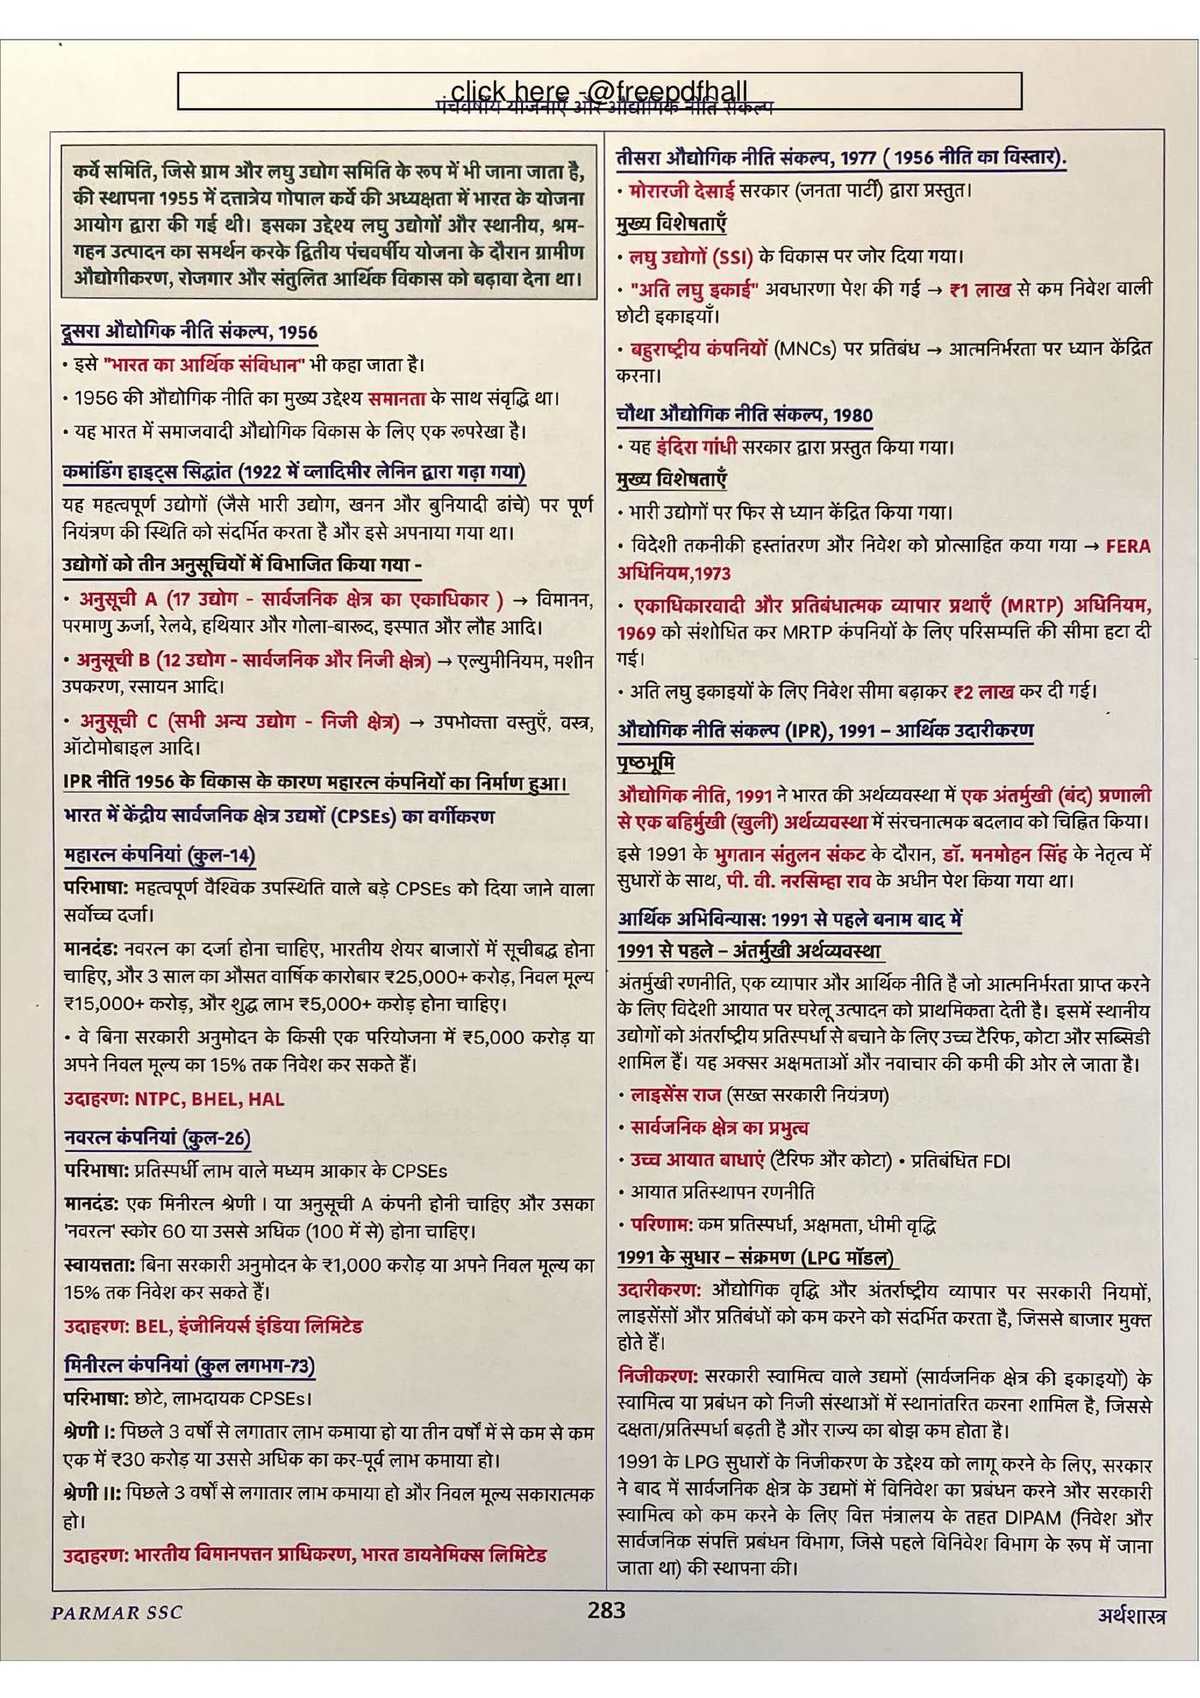 click here -@freepdfhall
पंचवर्षीय योजनाएँ और औद्योगिक नीति संकल्प
कर्वे समिति, जिसे ग्राम और लघु उद्योग समिति के रूप में भी जाना जाता है,
की स्थापना 1955 में दत्तात्रेय गोपाल कर्वे की अध्यक्षता में भारत के योजना
आयोग द्वारा की गई थी। इसका उद्देश्य लघु उद्योगों और स्थानीय, श्रम-
गहन उत्पादन का समर्थन करके द्वितीय पंचवर्षीय योजना के दौरान ग्रामीण
औद्योगीकरण, रोजगार और संतुलित आर्थिक विकास को बढ़ावा देना था।
दूसरा औद्योगिक नीति संकल्प, 1956
• इसे "भारत का आर्थिक संविधान" भी कहा जाता है।
• 1956 की औद्योगिक नीति का मुख्य उद्देश्य समानता के साथ संवृद्धि था।
• यह भारत में समाजवादी औद्योगिक विकास के लिए एक रूपरेखा है।
कमांडिंग हाइट्स सिद्धांत (1922 में व्लादिमीर लेनिन द्वारा गढ़ा गया)
यह महत्वपूर्ण उद्योगों (जैसे भारी उद्योग, खनन और बुनियादी ढांचे) पर पूर्ण
नियंत्रण की स्थिति को संदर्भित करता है और इसे अपनाया गया था।
उद्योगों को तीन अनुसूचियों में विभाजित किया गया -
• अनुसूची A (17 उद्योग - सार्वजनिक क्षेत्र का एकाधिकार ) → विमानन,
परमाणु ऊर्जा, रेलवे, हथियार और गोला-बारूद, इस्पात और लौह आदि।
• अनुसूची B (12 उद्योग - सार्वजनिक और निजी क्षेत्र) → एल्युमीनियम, मशीन
उपकरण, रसायन आदि।
• अनुसूची C (सभी अन्य उद्योग - निजी क्षेत्र) → उपभोक्ता वस्तुएँ, वस्त्र,
ऑटोमोबाइल आदि।
IPR नीति 1956 के विकास के कारण महारत्न कंपनियों का निर्माण हुआ।
भारत में केंद्रीय सार्वजनिक क्षेत्र उद्यमों (CPSEs) का वर्गीकरण
महारत्न कंपनियां (कुल-14)
परिभाषा: महत्वपूर्ण वैश्विक उपस्थिति वाले बड़े CPSEs को दिया जाने वाला
सर्वोच्च दर्जा।
मानदंड: नवरत्न का दर्जा होना चाहिए, भारतीय शेयर बाजारों में सूचीबद्ध होना
चाहिए, और 3 साल का औसत वार्षिक कारोबार ₹25,000+ करोड़, निवल मूल्य
₹15,000+ करोड़, और शुद्ध लाभ ₹5,000+ करोड़ होना चाहिए।
• वे बिना सरकारी अनुमोदन के किसी एक परियोजना में ₹5,000 करोड़ या
अपने निवल मूल्य का 15% तक निवेश कर सकते हैं।
उदाहरण: NTPC, BHEL, HAL
नवरत्न कंपनियां (कुल-26)
परिभाषा: प्रतिस्पर्धी लाभ वाले मध्यम आकार के CPSEs
मानदंड: एक मिनीरत्न श्रेणी I या अनुसूची A कंपनी होनी चाहिए और उसका
'नवरत्न' स्कोर 60 या उससे अधिक (100 में से) होना चाहिए।
स्वायत्तता: बिना सरकारी अनुमोदन के ₹1,000 करोड़ या अपने निवल मूल्य का
15% तक निवेश कर सकते हैं।
उदाहरण: BEL, इंजीनियर्स इंडिया लिमिटेड
मिनीरत्न कंपनियां (कुल लगभग-73)
परिभाषा: छोटे, लाभदायक CPSEs।
श्रेणी I: पिछले 3 वर्षों से लगातार लाभ कमाया हो या तीन वर्षों में से कम से कम
एक में ₹30 करोड़ या उससे अधिक का कर-पूर्व लाभ कमाया हो।
श्रेणी II: पिछले 3 वर्षों से लगातार लाभ कमाया हो और निवल मूल्य सकारात्मक
हो।
उदाहरण: भारतीय विमानपत्तन प्राधिकरण, भारत डायनेमिक्स लिमिटेड
तीसरा औद्योगिक नीति संकल्प, 1977 ( 1956 नीति का विस्तार).
• मोरारजी देसाई सरकार (जनता पार्टी) द्वारा प्रस्तुत।
मुख्य विशेषताएँ
• लघु उद्योगों (SSI) के विकास पर जोर दिया गया।
• "अति लघु इकाई" अवधारणा पेश की गई → ₹1 लाख से कम निवेश वाली
छोटी इकाइयाँ।
• बहुराष्ट्रीय कंपनियों (MNCs) पर प्रतिबंध → आत्मनिर्भरता पर ध्यान केंद्रित
करना।
चौथा औद्योगिक नीति संकल्प, 1980
• यह इंदिरा गांधी सरकार द्वारा प्रस्तुत किया गया।
मुख्य विशेषताएँ
• भारी उद्योगों पर फिर से ध्यान केंद्रित किया गया।
• विदेशी तकनीकी हस्तांतरण और निवेश को प्रोत्साहित कया गया → FERA
अधिनियम,1973
• एकाधिकारवादी और प्रतिबंधात्मक व्यापार प्रथाएँ (MRTP) अधिनियम,
1969 को संशोधित कर MRTP कंपनियों के लिए परिसम्पत्ति की सीमा हटा दी
गई।
• अति लघु इकाइयों के लिए निवेश सीमा बढ़ाकर ₹2 लाख कर दी गई।
औद्योगिक नीति संकल्प (IPR), 1991 – आर्थिक उदारीकरण
पृष्ठभूमि
औद्योगिक नीति, 1991 ने भारत की अर्थव्यवस्था में एक अंतर्मुखी (बंद) प्रणाली
से एक बहिर्मुखी (खुली) अर्थव्यवस्था में संरचनात्मक बदलाव को चिह्नित किया।
इसे 1991 के भुगतान संतुलन संकट के दौरान, डॉ. मनमोहन सिंह के नेतृत्व में
सुधारों के साथ, पी. वी. नरसिम्हा राव के अधीन पेश किया गया था।
आर्थिक अभिविन्यास: 1991 से पहले बनाम बाद में
1991 से पहले – अंतर्मुखी अर्थव्यवस्था
अंतर्मुखी रणनीति, एक व्यापार और आर्थिक नीति है जो आत्मनिर्भरता प्राप्त करने
के लिए विदेशी आयात पर घरेलू उत्पादन को प्राथमिकता देती है। इसमें स्थानीय
उद्योगों को अंतर्राष्ट्रीय प्रतिस्पर्धा से बचाने के लिए उच्च टैरिफ, कोटा और सब्सिडी
शामिल हैं। यह अक्सर अक्षमताओं और नवाचार की कमी की ओर ले जाता है।
• लाइसेंस राज (सख्त सरकारी नियंत्रण)
• सार्वजनिक क्षेत्र का प्रभुत्व
• उच्च आयात बाधाएं (टैरिफ और कोटा) • प्रतिबंधित FDI
• आयात प्रतिस्थापन रणनीति
• परिणाम: कम प्रतिस्पर्धा, अक्षमता, धीमी वृद्धि
1991 के सुधार – संक्रमण (LPG मॉडल)
उदारीकरण: औद्योगिक वृद्धि और अंतर्राष्ट्रीय व्यापार पर सरकारी नियमों,
लाइसेंसों और प्रतिबंधों को कम करने को संदर्भित करता है, जिससे बाजार मुक्त
होते हैं।
निजीकरण: सरकारी स्वामित्व वाले उद्यमों (सार्वजनिक क्षेत्र की इकाइयों) के
स्वामित्व या प्रबंधन को निजी संस्थाओं में स्थानांतरित करना शामिल है, जिससे
दक्षता/प्रतिस्पर्धा बढ़ती है और राज्य का बोझ कम होता है।
1991 के LPG सुधारों के निजीकरण के उद्देश्य को लागू करने के लिए, सरकार
ने बाद में सार्वजनिक क्षेत्र के उद्यमों में विनिवेश का प्रबंधन करने और सरकारी
स्वामित्व को कम करने के लिए वित्त मंत्रालय के तहत DIPAM (निवेश और
सार्वजनिक संपत्ति प्रबंधन विभाग, जिसे पहले विनिवेश विभाग के रूप में जाना
जाता था) की स्थापना की।
PARMAR SSC
283
अर्थशास्त्र